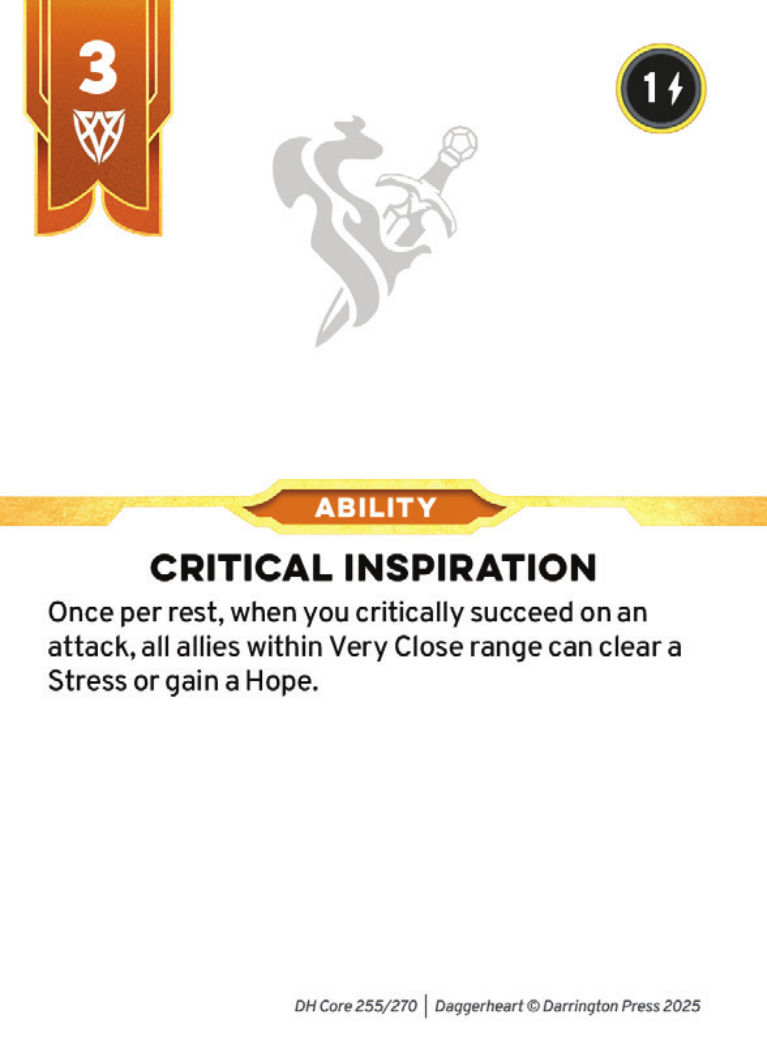 3
1
ABILITY
CRITICAL INSPIRATION
Once per rest, when you critically succeed on an
attack, all allies within Very Close range can clear a
Stress or gain a Hope.
DH Core 255/270 | Daggerheart © Darrington Press 2025